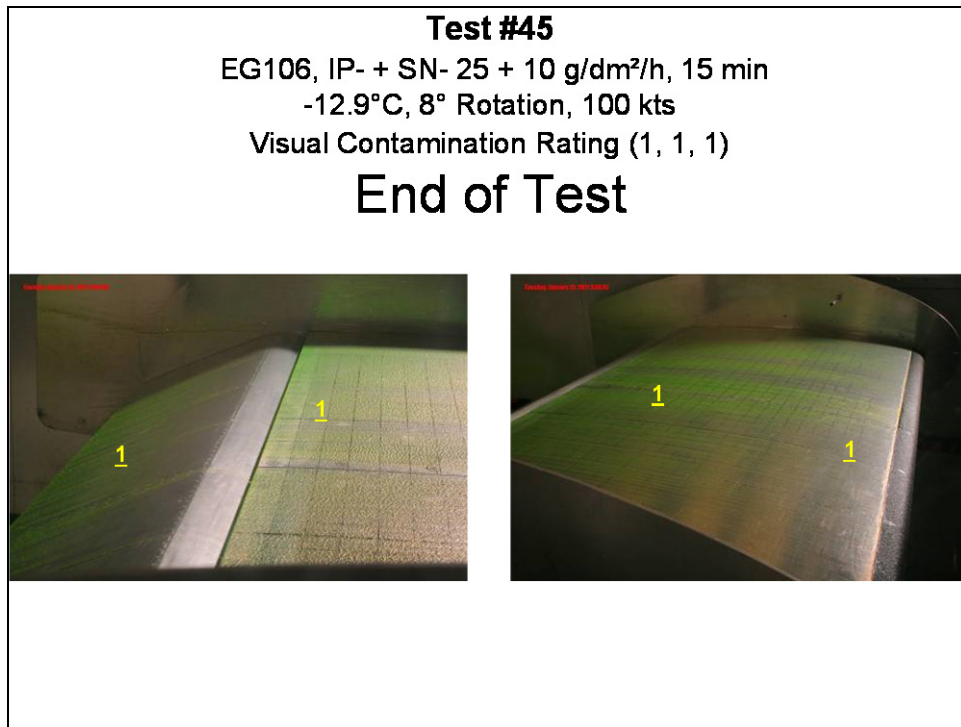 Test #45
EG106, IP- + SN- 25 + 10 g/dm²/h, 15 min
-12.9°C, 8° Rotation, 100 kts
Visual Contamination Rating (1, 1, 1)
End of Test
1
1
1
1